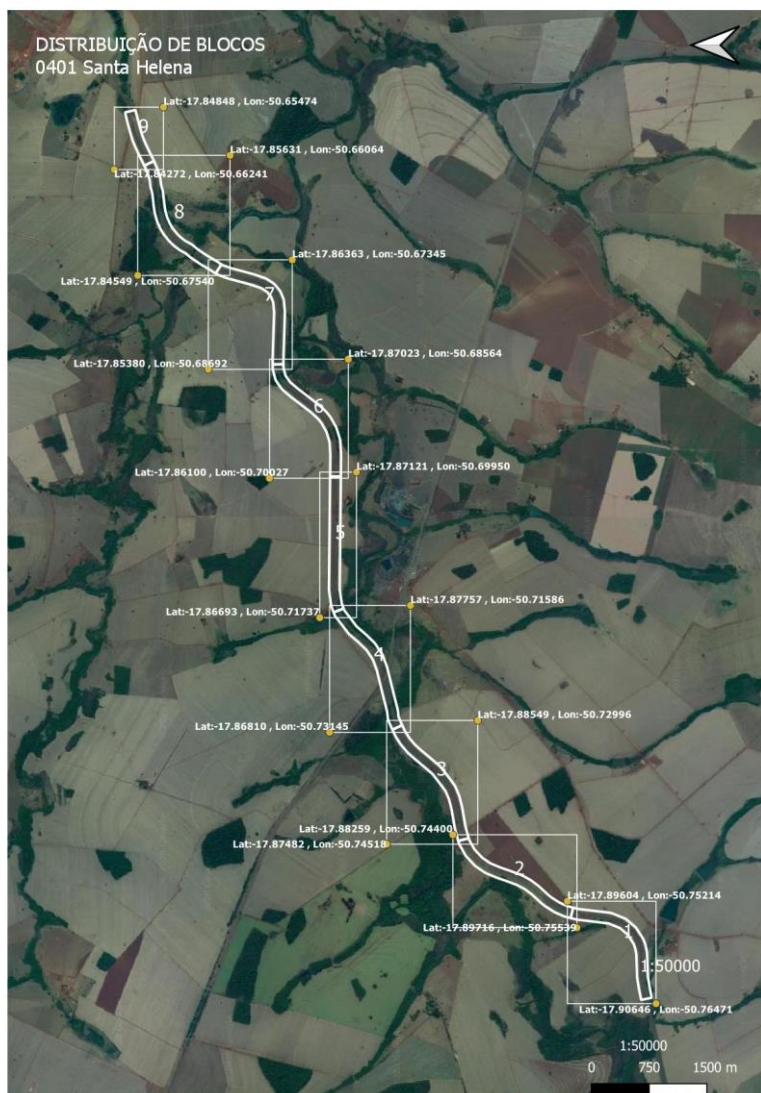 DISTRIBUIÇÃO DE BLOCOS
0401 Santa Helena
Lat:-17.84848 , Lon:-50.65474
9
Lat:-17.85631 , Lon:-50.66064
Lat:-17.84272 , Lon:-50.66241
8
Lat:-17.86363 , Lon:-50.67345
Lat:-17.84549 , Lon:-50.67540
7
Lat:-17.87023 , Lon:-50.68564
Lat:-17.85380 , Lon:-50.68692
6
Lat:-17.87121 , Lon:-50.69950
Lat:-17.86100 , Lon:-50.70027
5
Lat:-17.87757 , Lon:-50.71586
Lat:-17.86693 , Lon:-50.71737
4
Lat:-17.88549 , Lon:-50.72996
Lat:-17.86810 , Lon:-50.73145
3
Lat:-17.88259 , Lon:-50.74400
Lat:-17.87482 , Lon:-50.74518
2
Lat:-17.89604 , Lon:-50.75214
Lat:-17.89716 , Lon:-50.75539
1
1:50000
Lat:-17.90646 , Lon:-50.76471
1:50000
0 750 1500 m